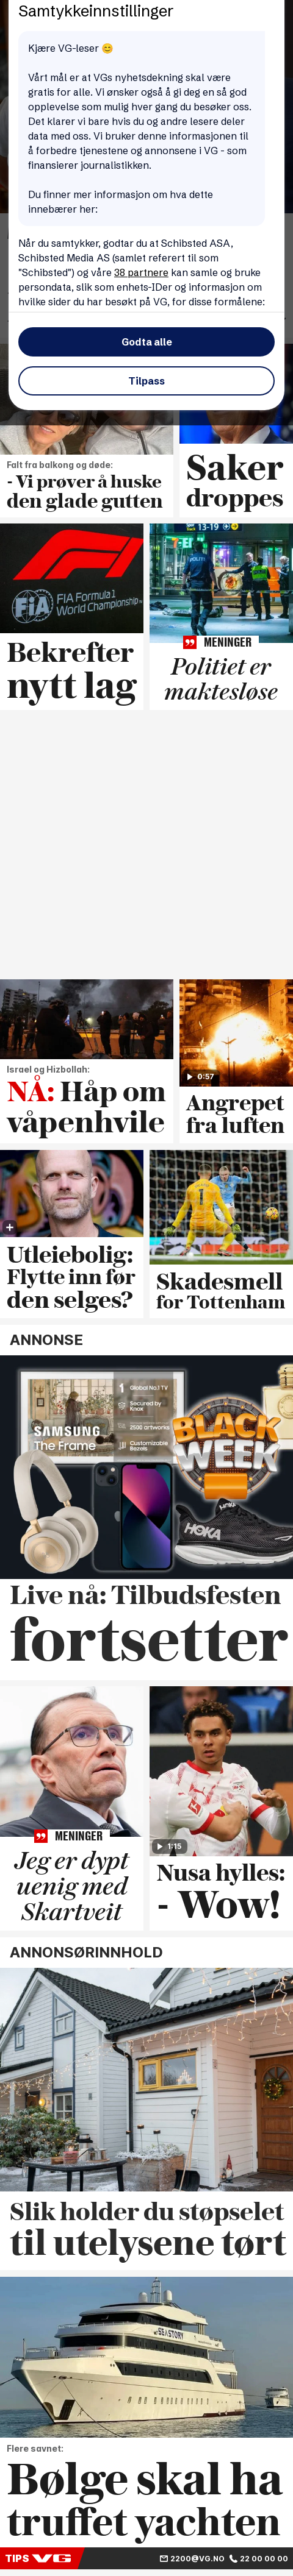 Samtykkeinnstillinger
Kjære VG-leser 😊
Vårt mål er at VGs nyhetsdekning skal være
gratis for alle. Vi ønsker også å gi deg en så god
opplevelse som mulig hver gang du besøker oss.
Det klarer vi bare hvis du og andre lesere deler
data med oss. Vi bruker denne informasjonen til
å forbedre tjenestene og annonsene i VG - som
finansierer journalistikken.
Du finner mer informasjon om hva dette
innebærer her:
Når du samtykker, godtar du at Schibsted ASA,
Schibsted Media AS (samlet referert til som
"Schibsted") og våre 38 partnere kan samle og bruke
persondata, slik som enhets-IDer og informasjon om
hvilke sider du har besøkt på VG, for disse formålene:
Godta alle
Tilpass
Falt fra balkong og døde:
- Vi prøver å huske
den glade gutten
Saker
droppes
FIA FORMULA 1
World Championship
Bekrefter
nytt lag
13-19
MENINGER
Politiet er
maktesløse
Israel og Hizbollah:
NÅ: Håp om
våpenhvile
0:57
Angrepet
fra luften
Utleiebolig:
Flytte inn før
den selges?
1
Skadesmell
for Tottenham
ANNONSE
SAMSUNG
The Frame
Global No.1 TV
Secured by
Knox
2500 artworks
Customizable
Bezels
BLACK
WEEK
HOKA
Live nå: Tilbudsfesten
fortsetter
MENINGER
Jeg er dypt
uenig med
Skartveit
1:15
Nusa hylles:
- Wow!
ANNONSØRINNHOLD
Slik holder du støpselet
til utelysene tørt
SEASTORY
Flere savnet:
Bølge skal ha
truffet yachten
TIPS VG 2200@VG.NO 22 00 00 00